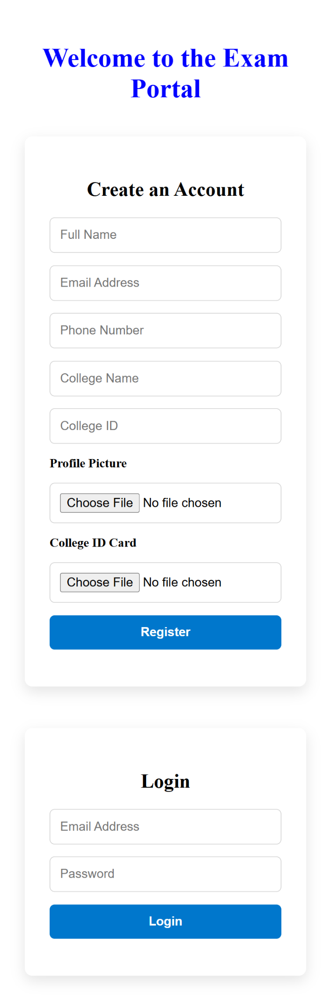 Welcome to the Exam
Portal
Create an Account
Full Name
Email Address
Phone Number
College Name
College ID
Profile Picture
Choose File No file chosen
College ID Card
Choose File No file chosen
Register
Login
Email Address
Password
Login